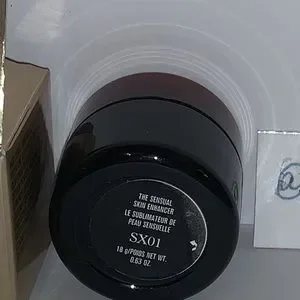 THE SENSUAL
SKIN ENHANCER
LE SUBLIMATEUR DE
PEAU SENSUELLE
SX01
18 g/POIDS NET WT.
0.63 OZ.
@